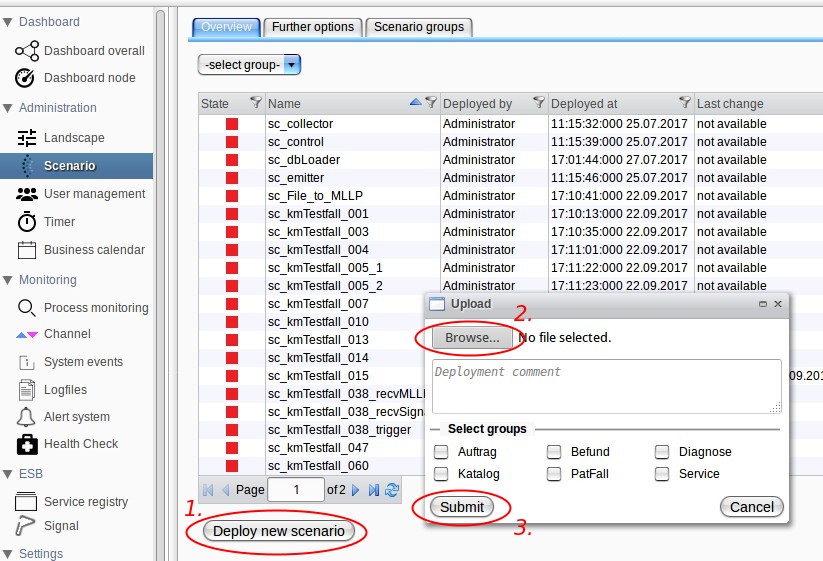 Dashboard
Dashboard overall
Dashboard node
Administration
Landscape
Scenario
User management
Timer
Business calendar
Monitoring
Process monitoring
Channel
System events
Logfiles
Alert system
Health Check
ESB
Service registry
Signal
Settings
Overview Further options Scenario groups
-select group-
State Name Deployed by Deployed at Last change
sc_collector Administrator 11:15:32:000 25.07.2017 not available
sc_control Administrator 11:15:39:000 25.07.2017 not available
sc_dbLoader Administrator 17:01:44:000 27.07.2017 not available
sc_emitter Administrator 11:15:46:000 25.07.2017 not available
sc_File_to_MLLP Administrator 17:10:41:000 22.09.2017 not available
sc_kmTestfall_001 Administrator 17:10:13:000 22.09.2017 not available
sc_kmTestfall_003 Administrator 17:10:35:000 22.09.2017 not available
sc_kmTestfall_004 Administrator 17:11:01:000 22.09.2017 not available
sc_kmTestfall_005_1 Administrator 17:11:22:000 22.09.2017 not available
sc_kmTestfall_005_2 Administrator 17:11:23:000 22.09.2017 not available
sc_kmTestfall_007
sc_kmTestfall_010
sc_kmTestfall_013
sc_kmTestfall_014
sc_kmTestfall_015 09.201
sc_kmTestfall_038_recvMLL
sc_kmTestfall_038_recvSign
sc_kmTestfall_038_trigger
sc_kmTestfall_047
sc_kmTestfall_060
Page 1 of 2
1.
Deploy new scenario
Upload
2.
Browse... No file selected.
Deployment comment
Select groups
Auftrag Befund Diagnose
Katalog PatFall Service
Submit Cancel
3.